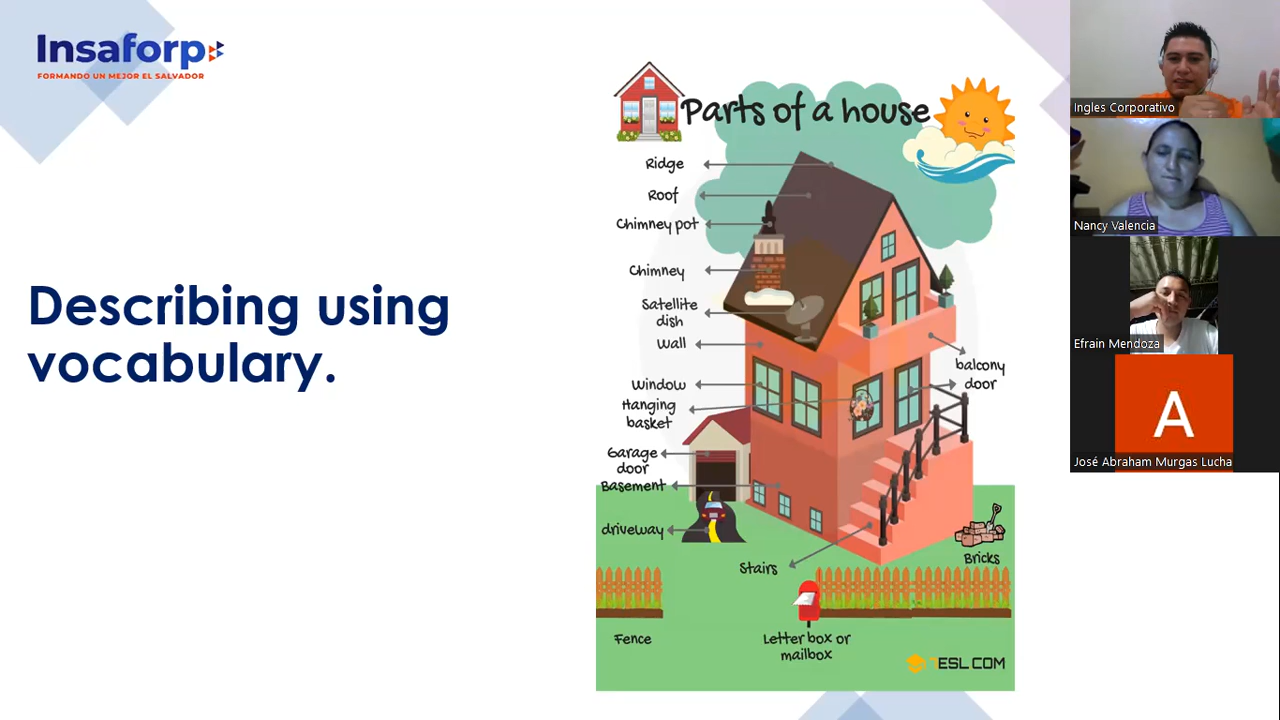 Insaforp
FORMANDO UN MEJOR EL SALVADOR
Describing using
vocabulary.
Parts of a house
Ridge
Roof
Chimney pot
Chimney
Satellite
dish
Wall
Window
Hanging
basket
Garage
door
Basement
driveway
Stairs
balcony
door
Bricks
Fence
Letter box or
mailbox
7ESL.COM
Ingles Corporativo
Nancy Valencia
Efrain Mendoza
A
José Abraham Murgas Lucha